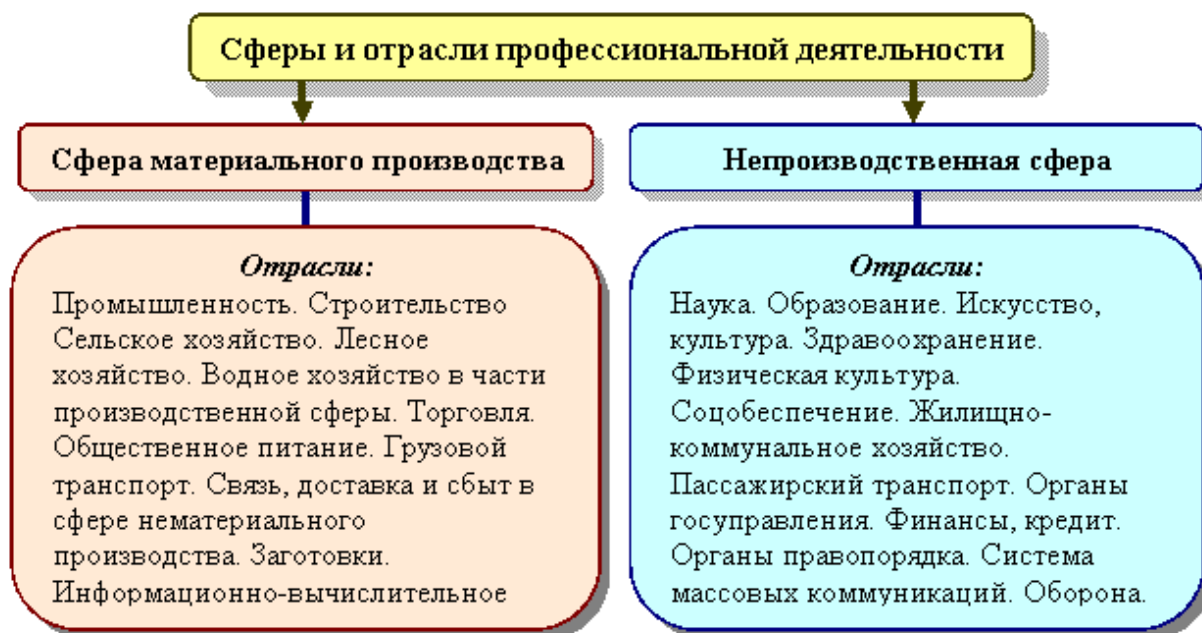 Сферы и отрасли профессиональной деятельности
Сфера материального производства
Непроизводственная сфера
Отрасли:
Промышленность. Строительство
Сельское хозяйство. Лесное
хозяйство. Водное хозяйство в части
производственной сферы. Торговля.
Общественное питание. Грузовой
транспорт. Связь, доставка и сбыт в
сфере нематериального
производства. Заготовки.
Информационно-вычислительное
Отрасли:
Наука. Образование. Искусство,
культура. Здравоохранение.
Физическая культура.
Соцобеспечение. Жилищно-
коммунальное хозяйство.
Пассажирский транспорт. Органы
госуправления. Финансы, кредит.
Органы правопорядка. Система
массовых коммуникаций. Оборона.